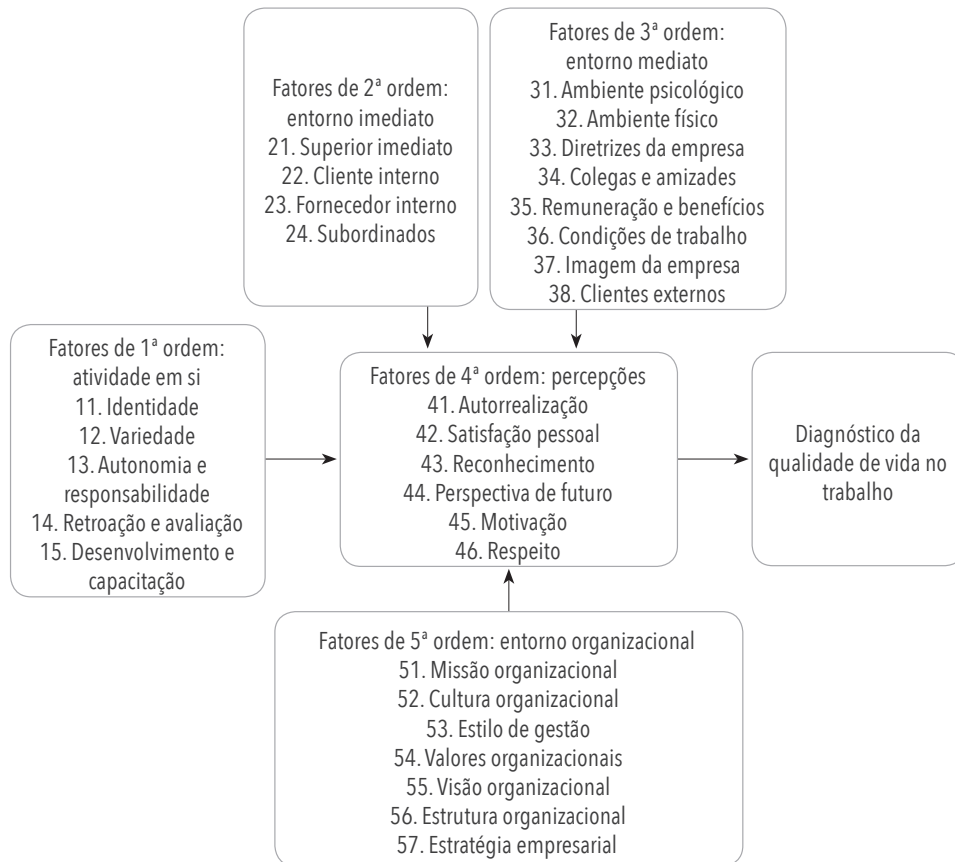 Fatores de 2ª ordem:
entorno imediato
21. Superior imediato
22. Cliente interno
23. Fornecedor interno
24. Subordinados
Fatores de 3ª ordem:
entorno mediato
31. Ambiente psicológico
32. Ambiente físico
33. Diretrizes da empresa
34. Colegas e amizades
35. Remuneração e benefícios
36. Condições de trabalho
37. Imagem da empresa
38. Clientes externos
Fatores de 1ª ordem:
atividade em si
11. Identidade
12. Variedade
13. Autonomia e
responsabilidade
14. Retroação e avaliação
15. Desenvolvimento e
capacitação
Fatores de 4ª ordem: percepções
41. Autorrealização
42. Satisfação pessoal
43. Reconhecimento
44. Perspectiva de futuro
45. Motivação
46. Respeito
Diagnóstico da
qualidade de vida no
trabalho
Fatores de 5ª ordem: entorno organizacional
51. Missão organizacional
52. Cultura organizacional
53. Estilo de gestão
54. Valores organizacionais
55. Visão organizacional
56. Estrutura organizacional
57. Estratégia empresarial